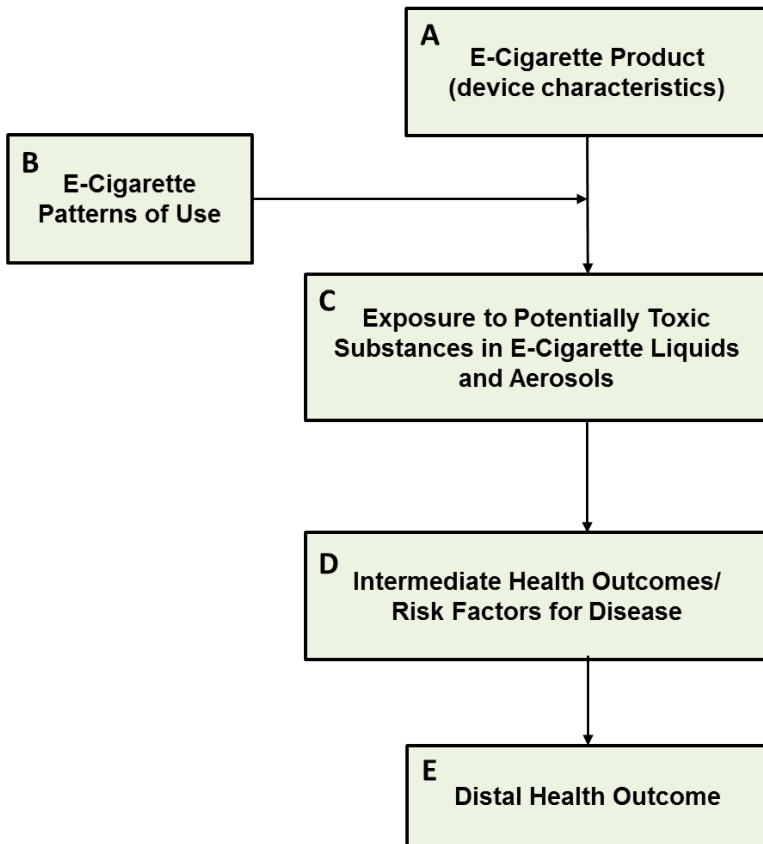 A
E-Cigarette Product
(device characteristics)
B
E-Cigarette
Patterns of Use
C
Exposure to Potentially Toxic
Substances in E-Cigarette Liquids
and Aerosols
D
Intermediate Health Outcomes/
Risk Factors for Disease
E
Distal Health Outcome